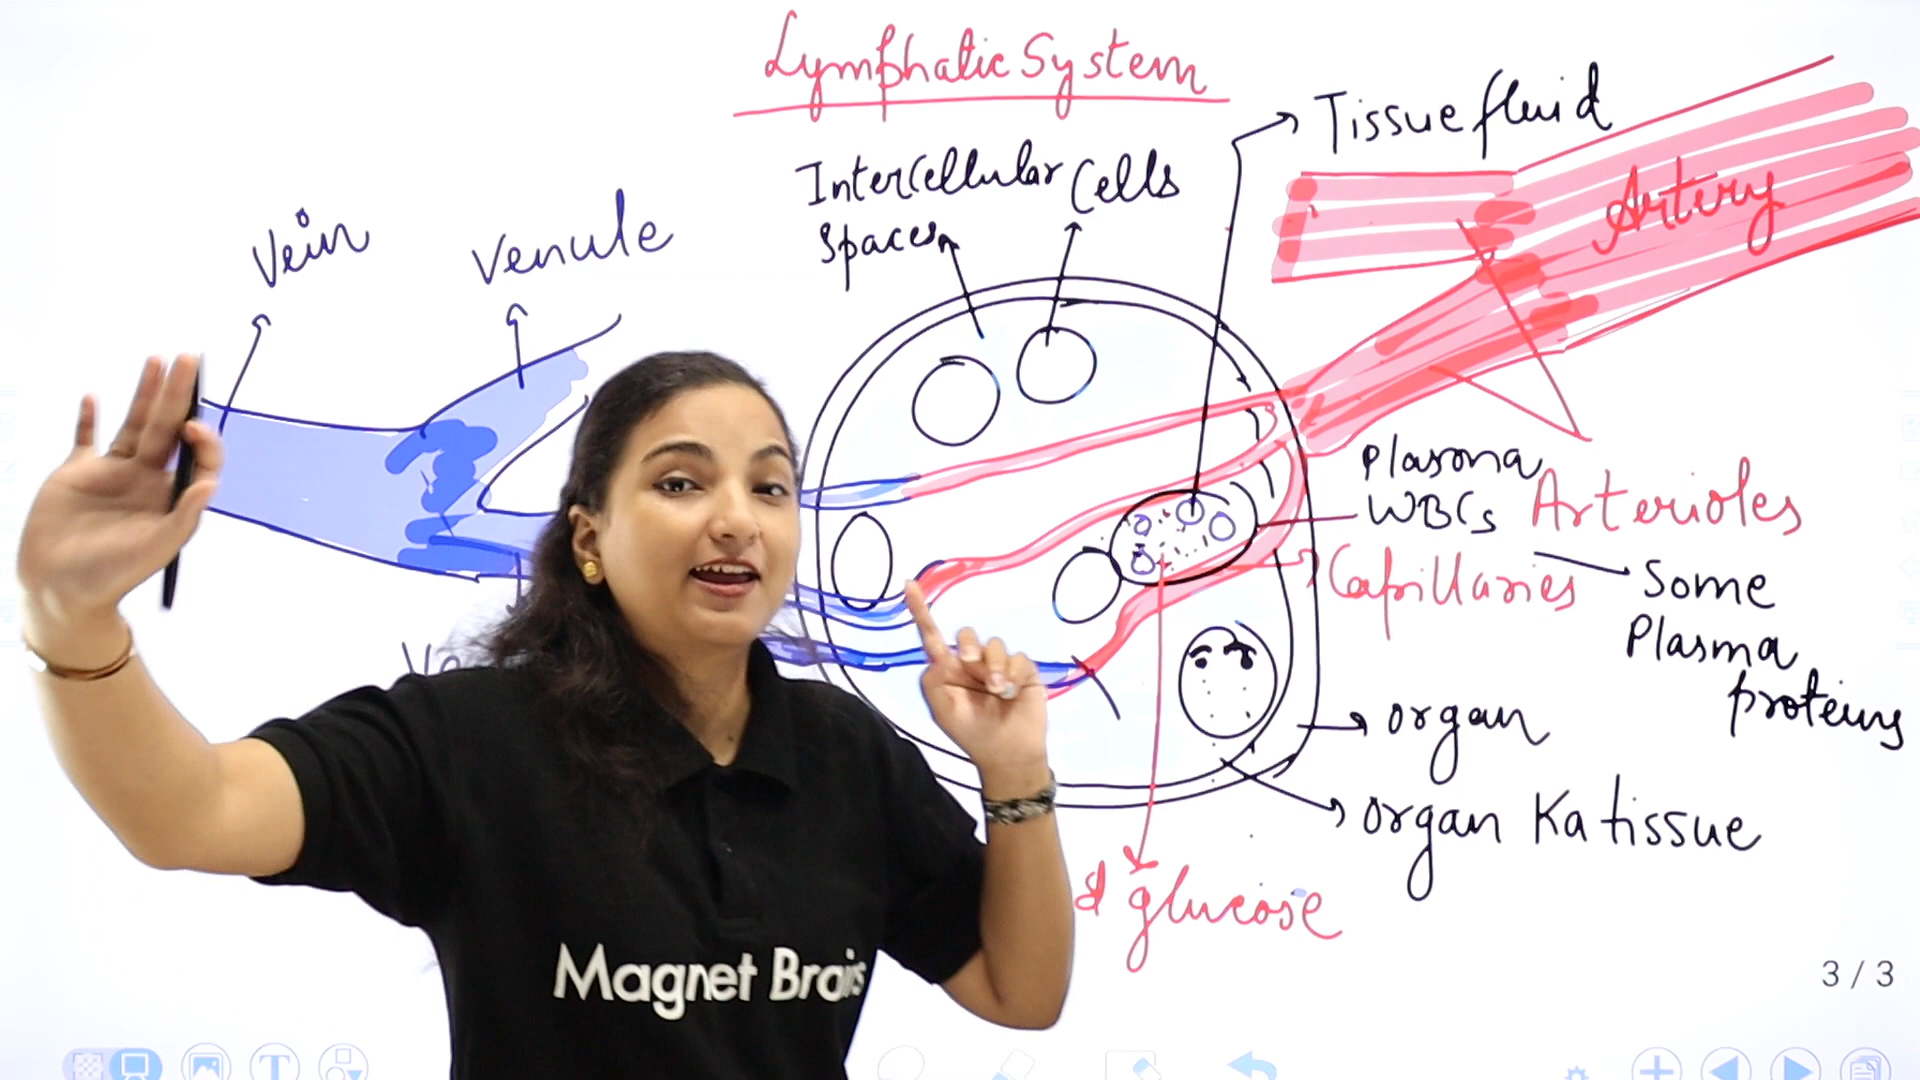 Lymphatic System
Tissue fluid
Intercellular
Spaces
Cells
Artery
Vein
Venule
Plasma
WBCs
Arterioles
Capillaries
Some
Plasma
proteins
organ
organ Ka tissue
& glucose
Magnet Brains
3 / 3
T